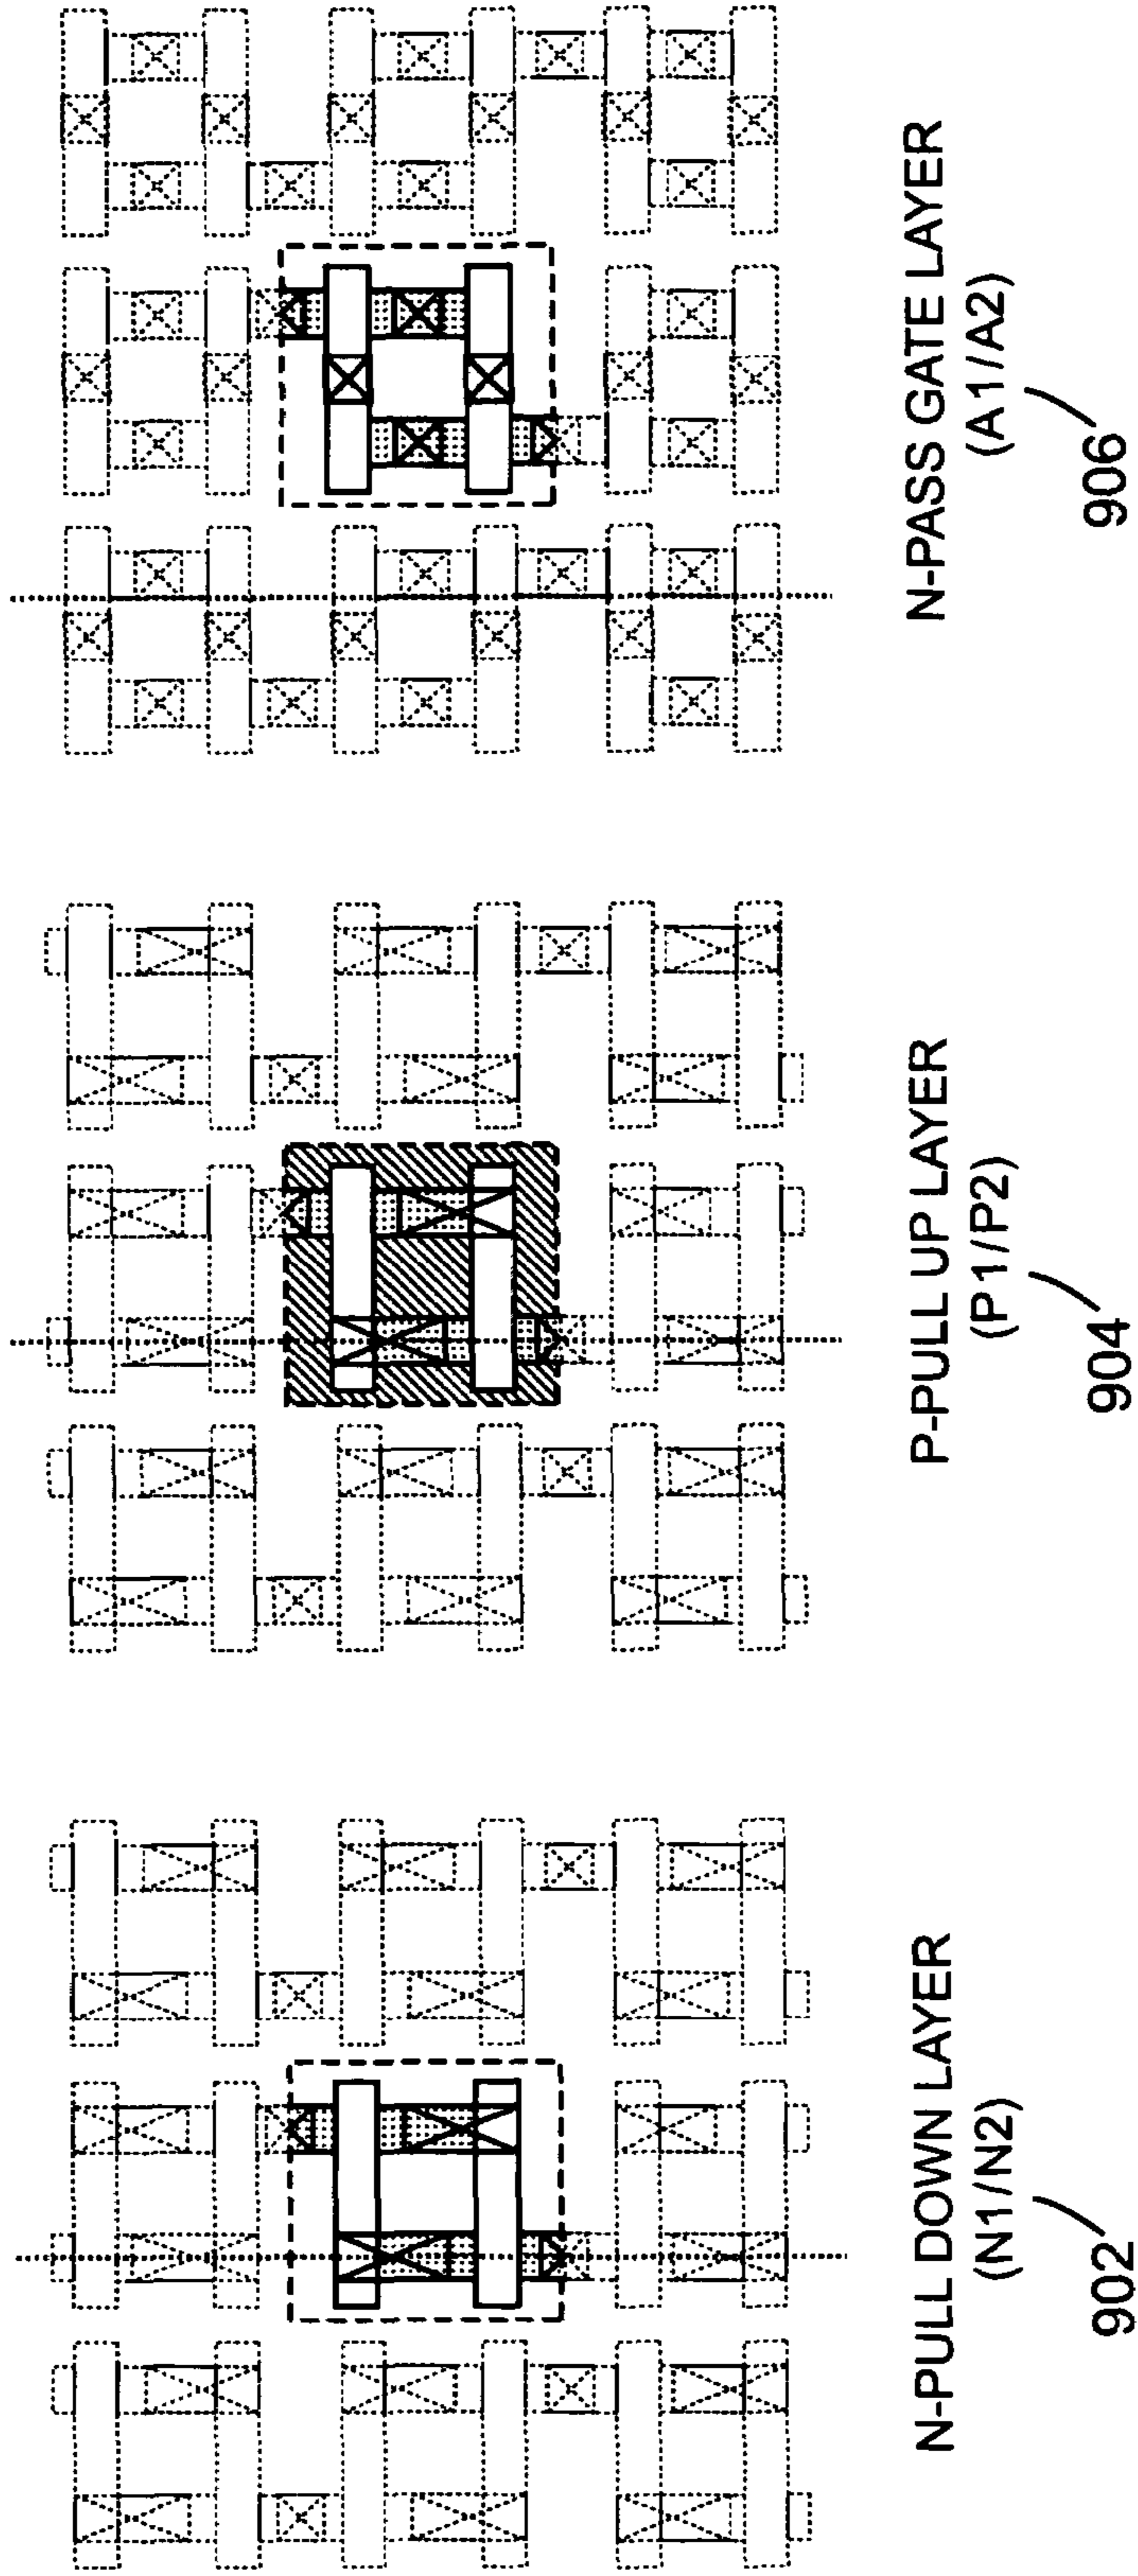 N-PULL DOWN LAYER
(N1/N2)
902
P-PULL UP LAYER
(P1/P2)
904
N-PASS GATE LAYER
(A1/A2)
906